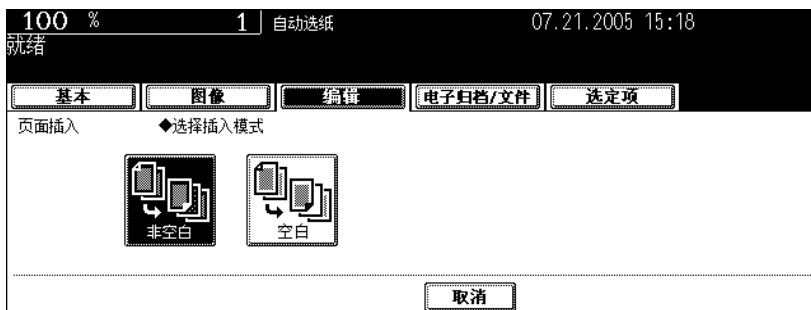 100 % 1 自动选纸 07.21.2005 15:18
就绪
基本 图像 编辑 电子归档/文件 选定项
页面插入 ◆选择插入模式
非空白 空白
取消